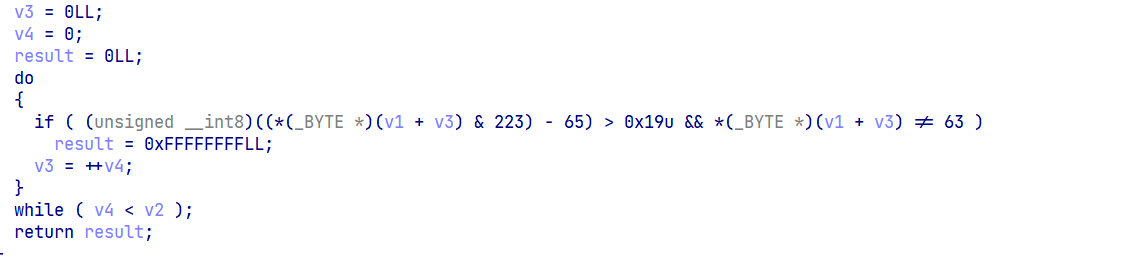 v3 = 0LL;
v4 = 0;
result = 0LL;
do
{
if ( (unsigned __int8)((*(_BYTE *)(v1 + v3) & 223) - 65) > 0x19u && *(_BYTE *)(v1 + v3) != 63 )
result = 0xFFFFFFFFLL;
v3 = ++v4;
}
while ( v4 < v2 );
return result;